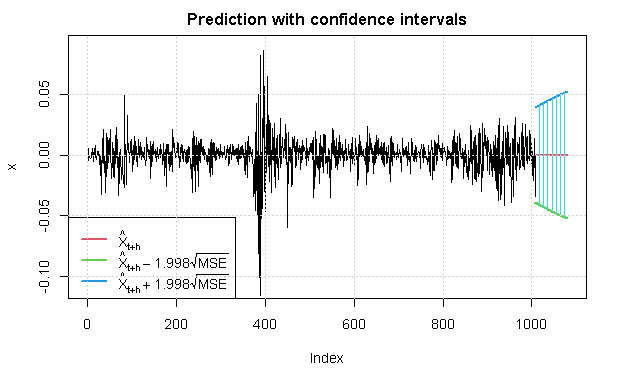 Prediction with confidence intervals
0.05
0.00
-0.05
-0.10
x
X̂t+h
X̂t+h − 1.998√MSE
X̂t+h + 1.998√MSE
0 200 400 600 800 1000
Index